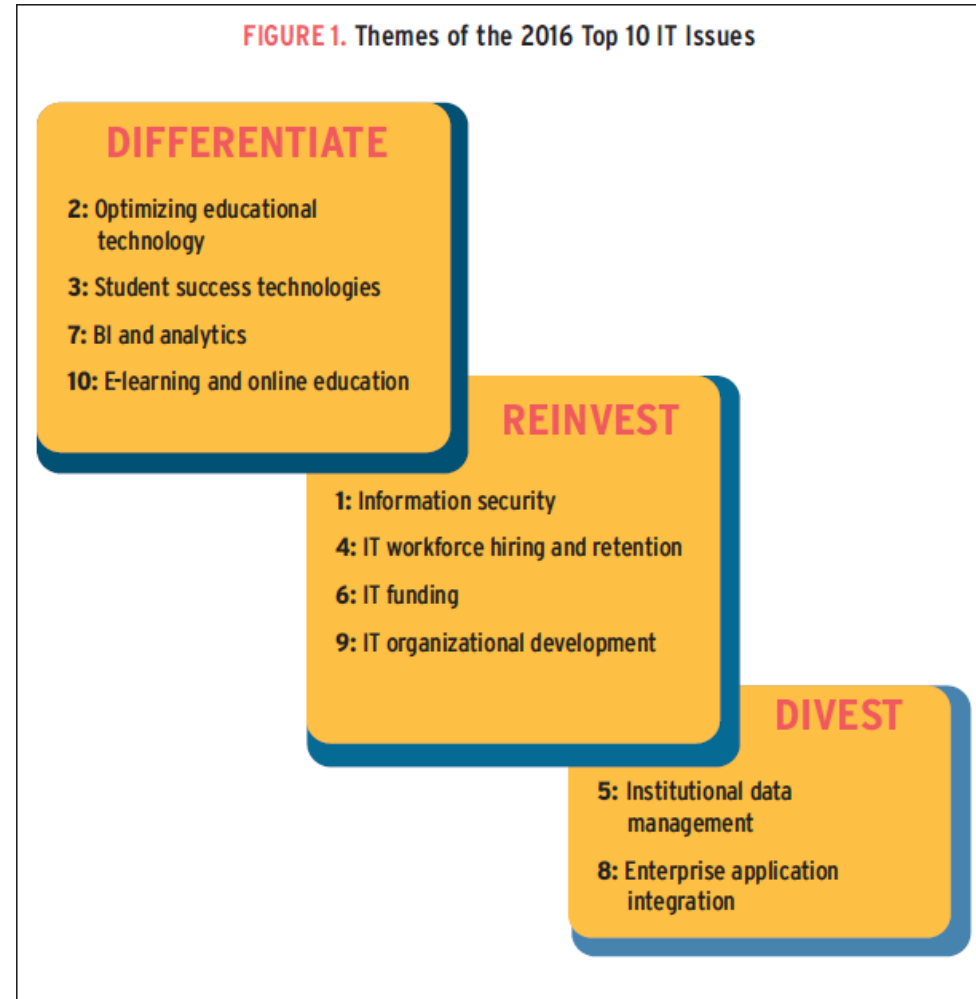 FIGURE 1. Themes of the 2016 Top 10 IT Issues
DIFFERENTIATE
2: Optimizing educational
technology
3: Student success technologies
7: BI and analytics
10: E-learning and online education
REINVEST
1: Information security
4: IT workforce hiring and retention
6: IT funding
9: IT organizational development
DIVEST
5: Institutional data
management
8: Enterprise application
integration